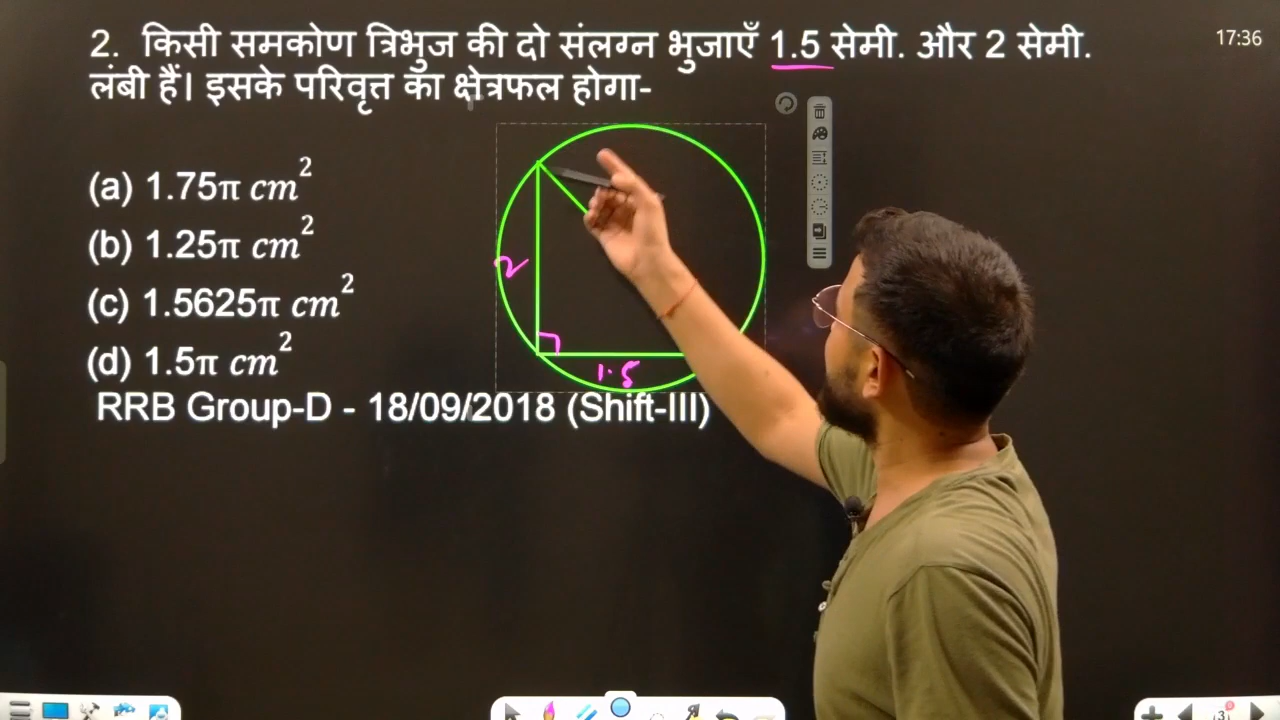 2. किसी समकोण त्रिभुज की दो संलग्न भुजाएँ 1.5 सेमी. और 2 सेमी.
लंबी हैं। इसके परिवृत्त का क्षेत्रफल होगा-
17:36
(a) 1.75π cm²
(b) 1.25π cm²
(c) 1.5625π cm²
(d) 1.5π cm²
RRB Group-D - 18/09/2018 (Shift-III)
2
1.5